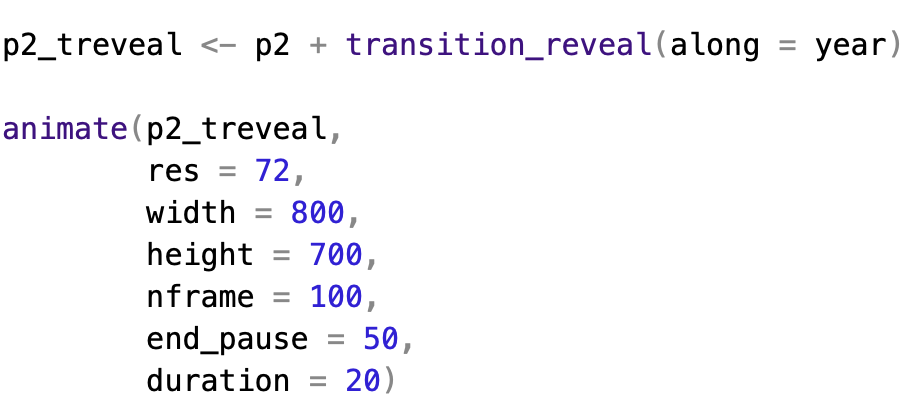 p2_treveal <- p2 + transition_reveal(along = year)
animate(p2_treveal,
res = 72,
width = 800,
height = 700,
nframe = 100,
end_pause = 50,
duration = 20)